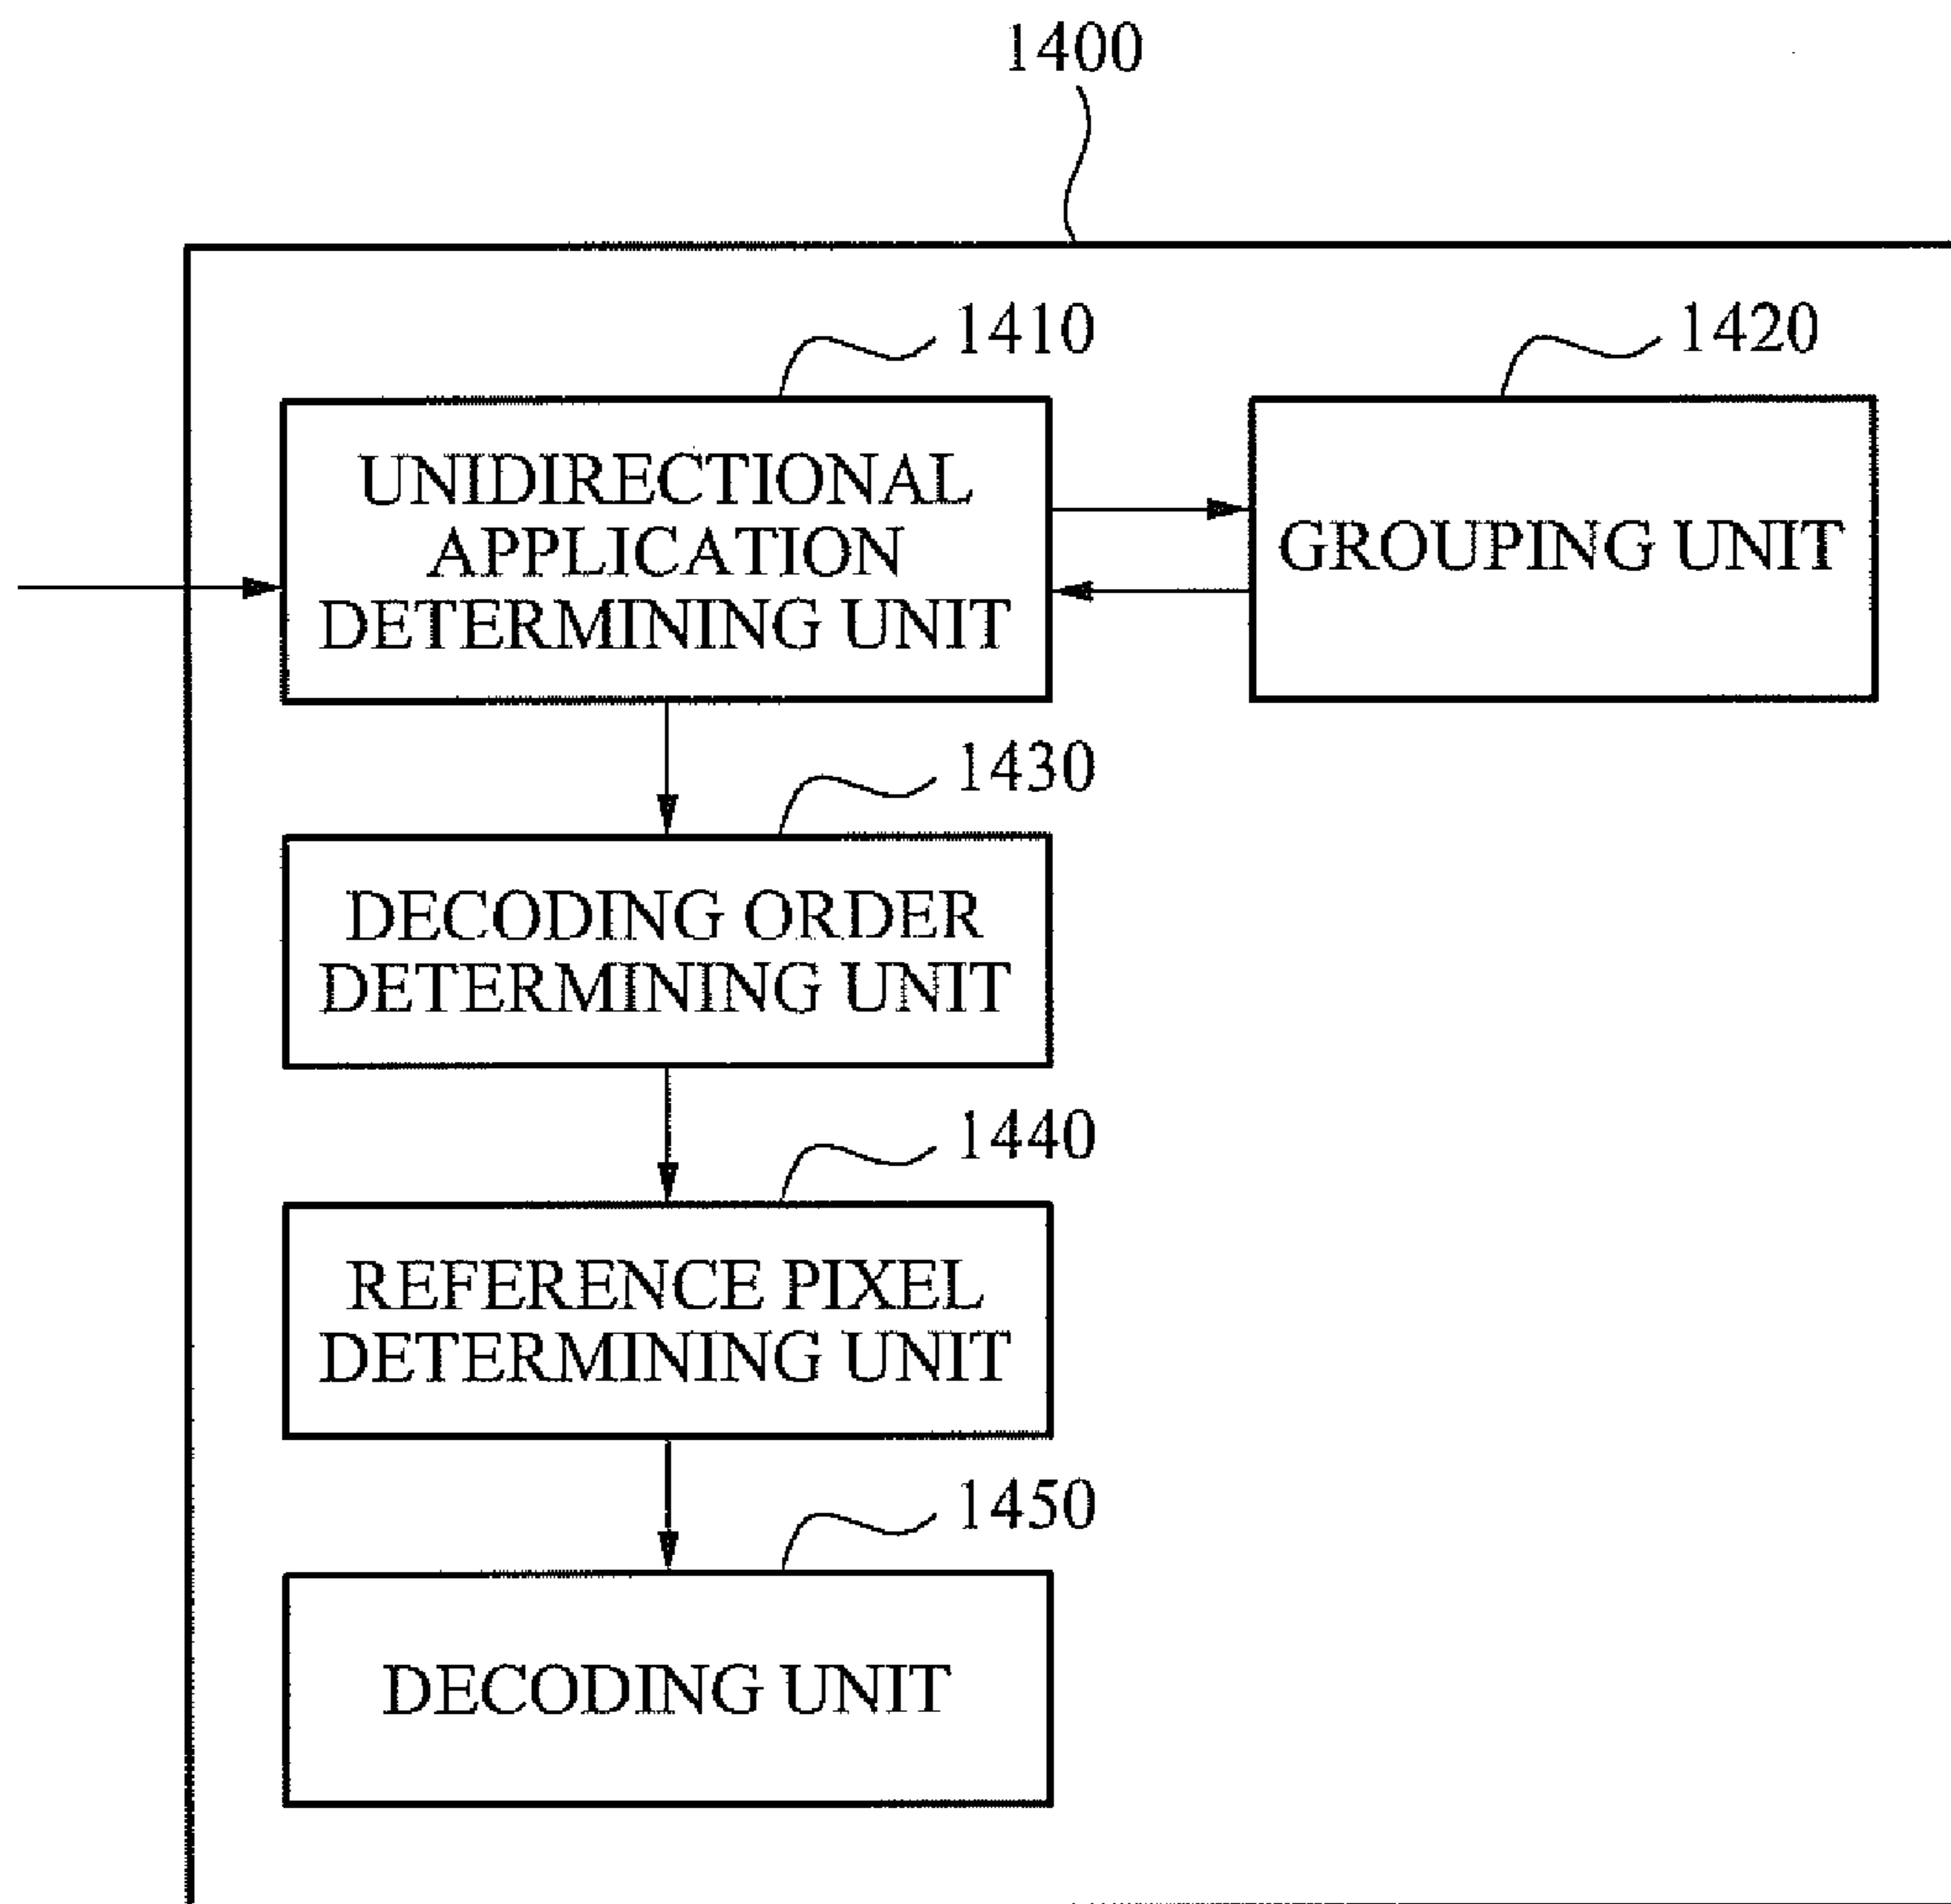 1400
1410
1420
UNIDIRECTIONAL
APPLICATION
DETERMINING UNIT
GROUPING UNIT
1430
DECODING ORDER
DETERMINING UNIT
1440
REFERENCE PIXEL
DETERMINING UNIT
1450
DECODING UNIT